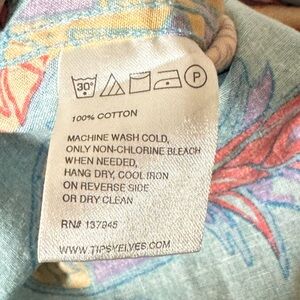 30°
P
100% COTTON
MACHINE WASH COLD,
ONLY NON-CHLORINE BLEACH
WHEN NEEDED,
HANG DRY, COOL IRON
ON REVERSE SIDE
OR DRY CLEAN
RN# 137945
WWW.TIPSYELVES.COM